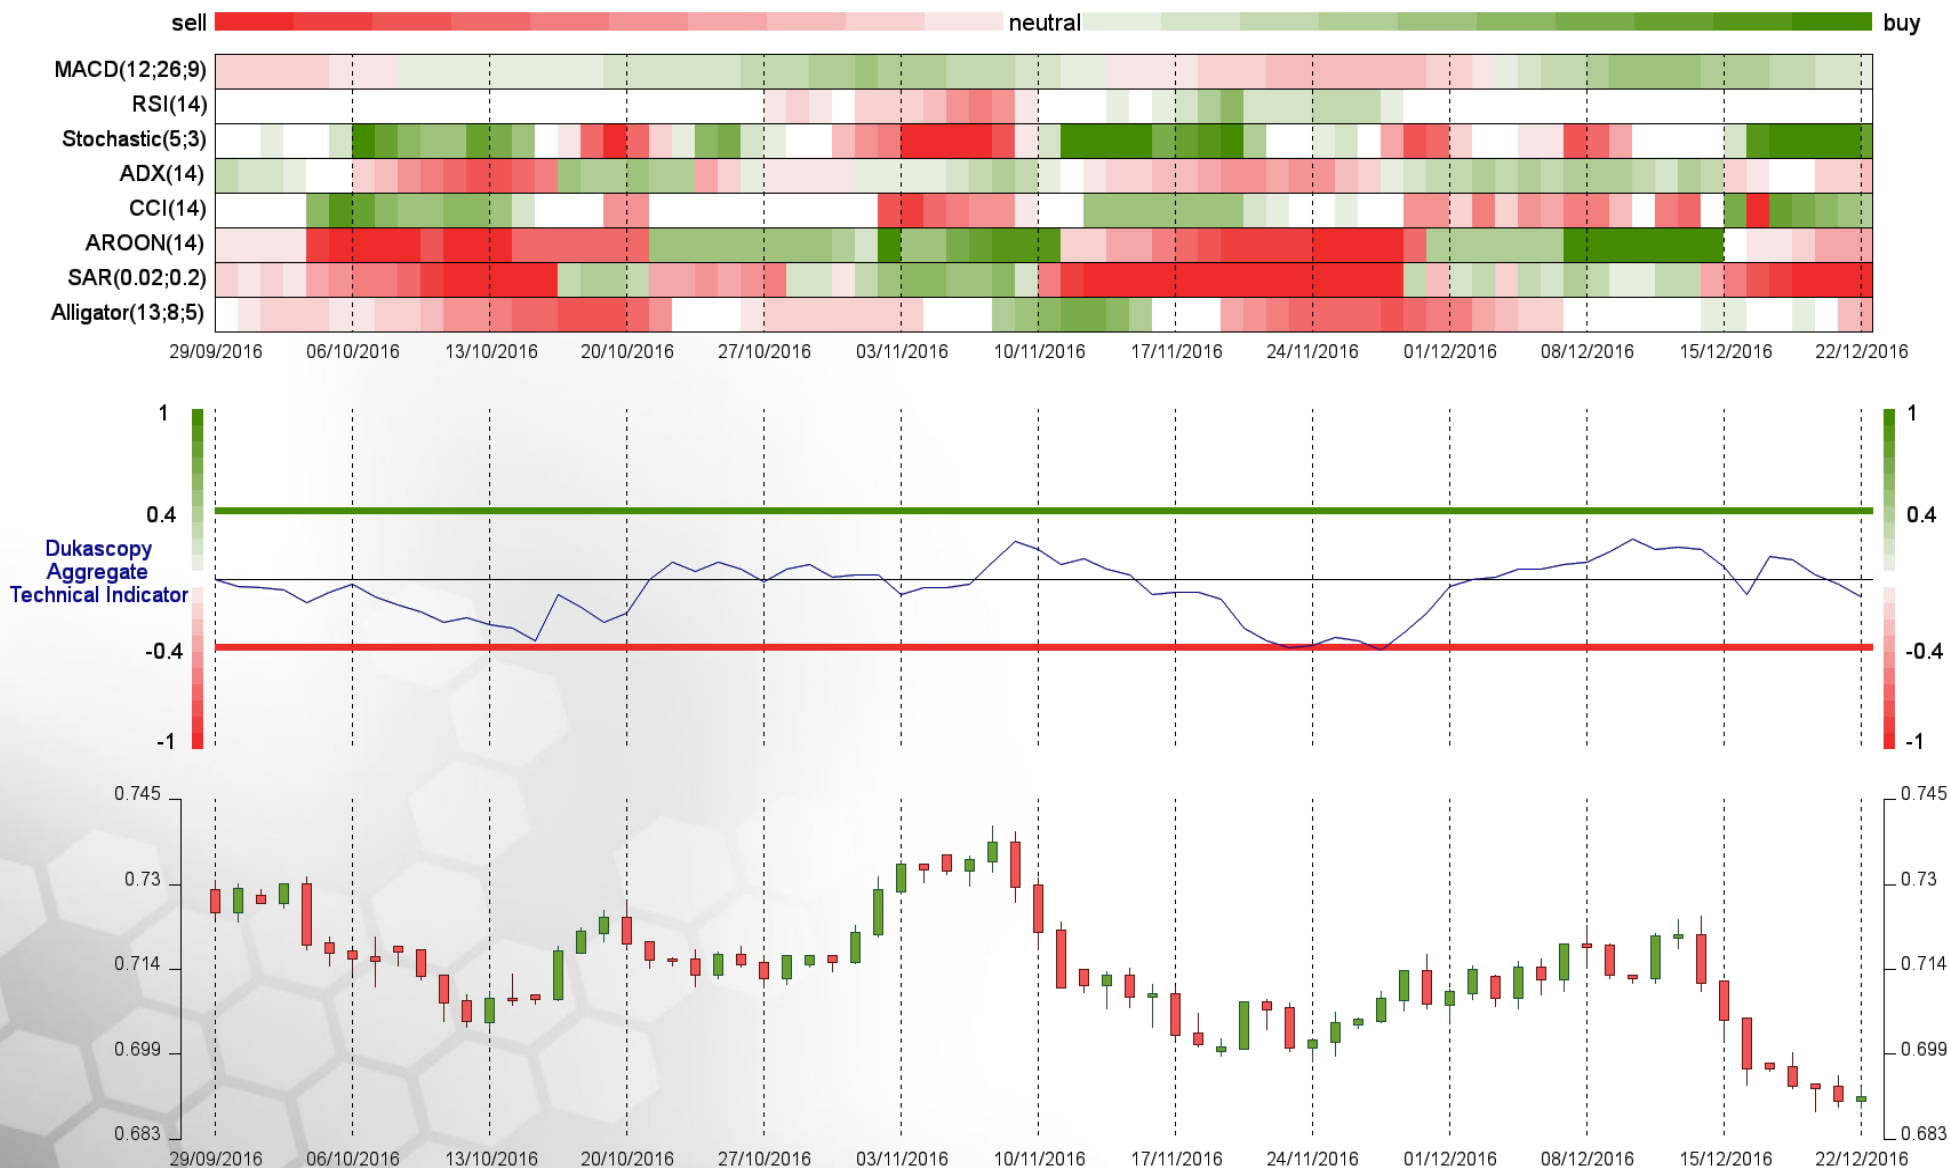 sell neutral buy
MACD(12;26;9)
RSI(14)
Stochastic(5;3)
ADX(14)
CCI(14)
AROON(14)
SAR(0.02;0.2)
Alligator(13;8;5)
29/09/2016 06/10/2016 13/10/2016 20/10/2016 27/10/2016 03/11/2016 10/11/2016 17/11/2016 24/11/2016 01/12/2016 08/12/2016 15/12/2016 22/12/2016
1 1
0.4 0.4
Dukascopy
Aggregate
Technical Indicator
-0.4 -0.4
-1 -1
0.745 0.745
0.73 0.73
0.714 0.714
0.699 0.699
0.683 0.683
29/09/2016 06/10/2016 13/10/2016 20/10/2016 27/10/2016 03/11/2016 10/11/2016 17/11/2016 24/11/2016 01/12/2016 08/12/2016 15/12/2016 22/12/2016